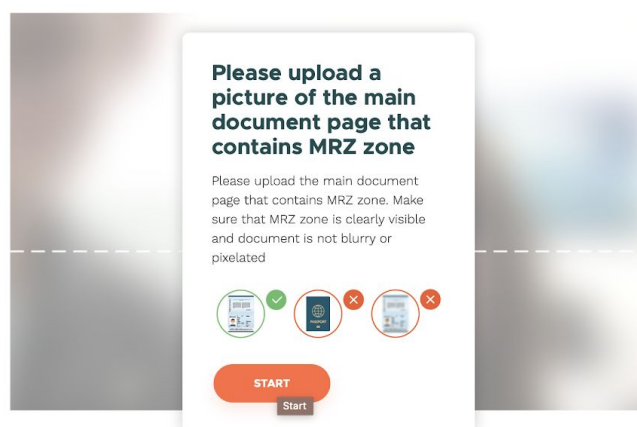 Please upload a
picture of the main
document page that
contains MRZ zone
Please upload the main document
page that contains MRZ zone. Make
sure that MRZ zone is clearly visible
and document is not blurry or
pixelated
PASSPORT
START
Start